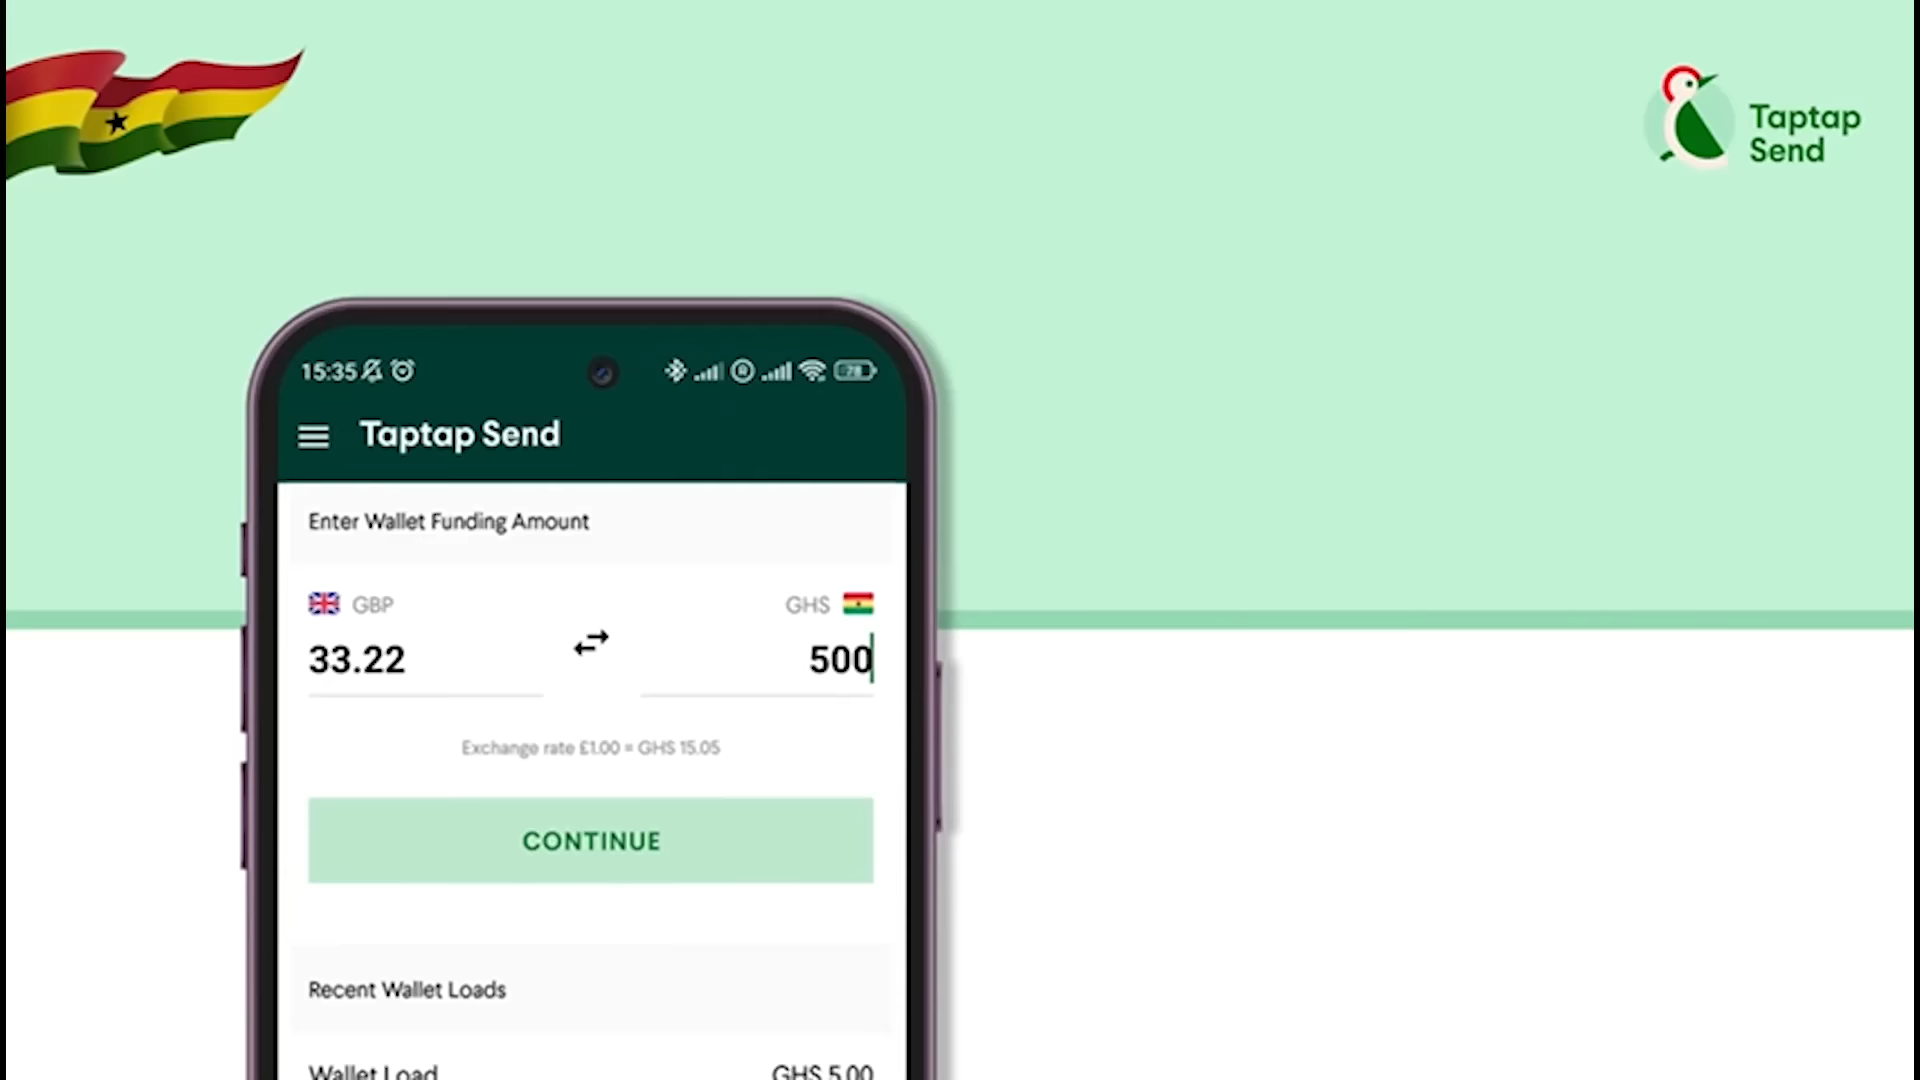 Taptap
Send
15:35
78
Taptap Send
Enter Wallet Funding Amount
GBP
GHS
33.22
500
Exchange rate £1.00 = GHS 15.05
CONTINUE
Recent Wallet Loads
Wallet Load
GHS 5.00